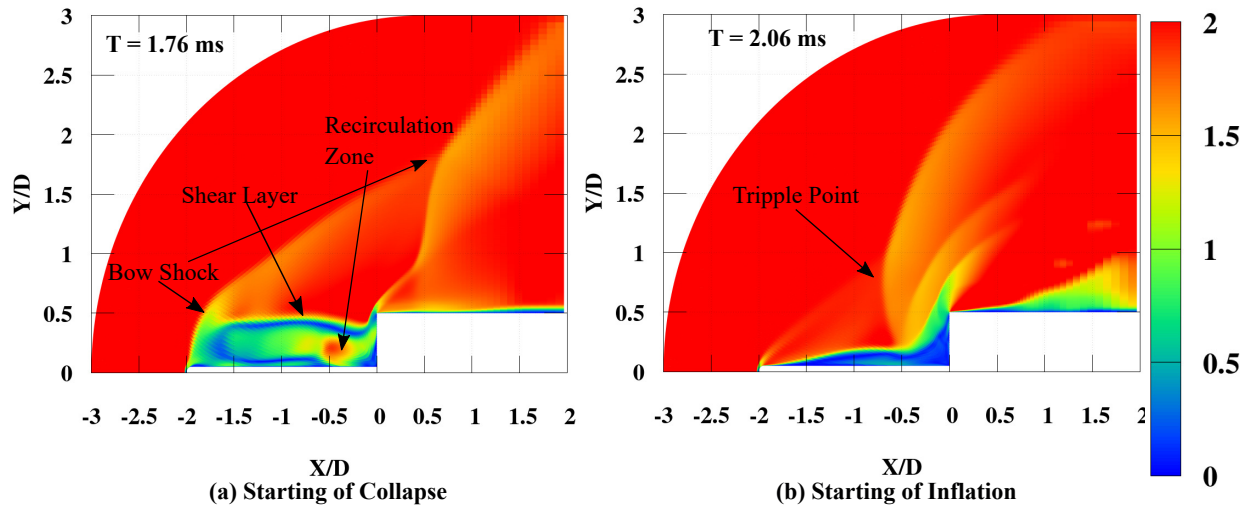 T = 1.76 ms
Recirculation
Zone
Shear Layer
Bow Shock
Y/D
3
2.5
2
1.5
1
0.5
0
-3 -2.5 -2 -1.5 -1 -0.5 0 0.5 1 1.5 2
X/D
(a) Starting of Collapse
T = 2.06 ms
Tripple Point
Y/D
3
2.5
2
1.5
1
0.5
0
-3 -2.5 -2 -1.5 -1 -0.5 0 0.5 1 1.5 2
X/D
(b) Starting of Inflation
2
1.5
1
0.5
0